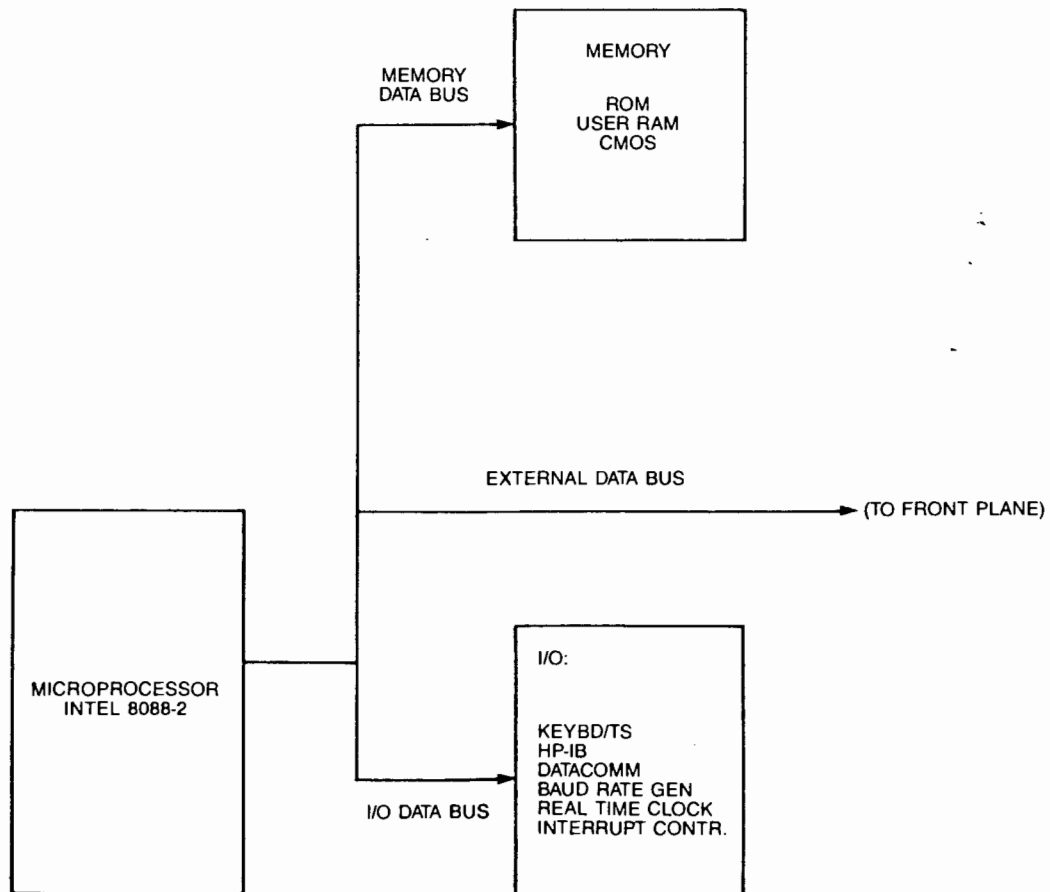 MEMORY
DATA BUS
MEMORY
ROM
USER RAM
CMOS
EXTERNAL DATA BUS
(TO FRONT PLANE)
MICROPROCESSOR
INTEL 8088-2
I/O DATA BUS
I/O:
KEYBD/TS
HP-IB
DATACOMM
BAUD RATE GEN
REAL TIME CLOCK
INTERRUPT CONTR.